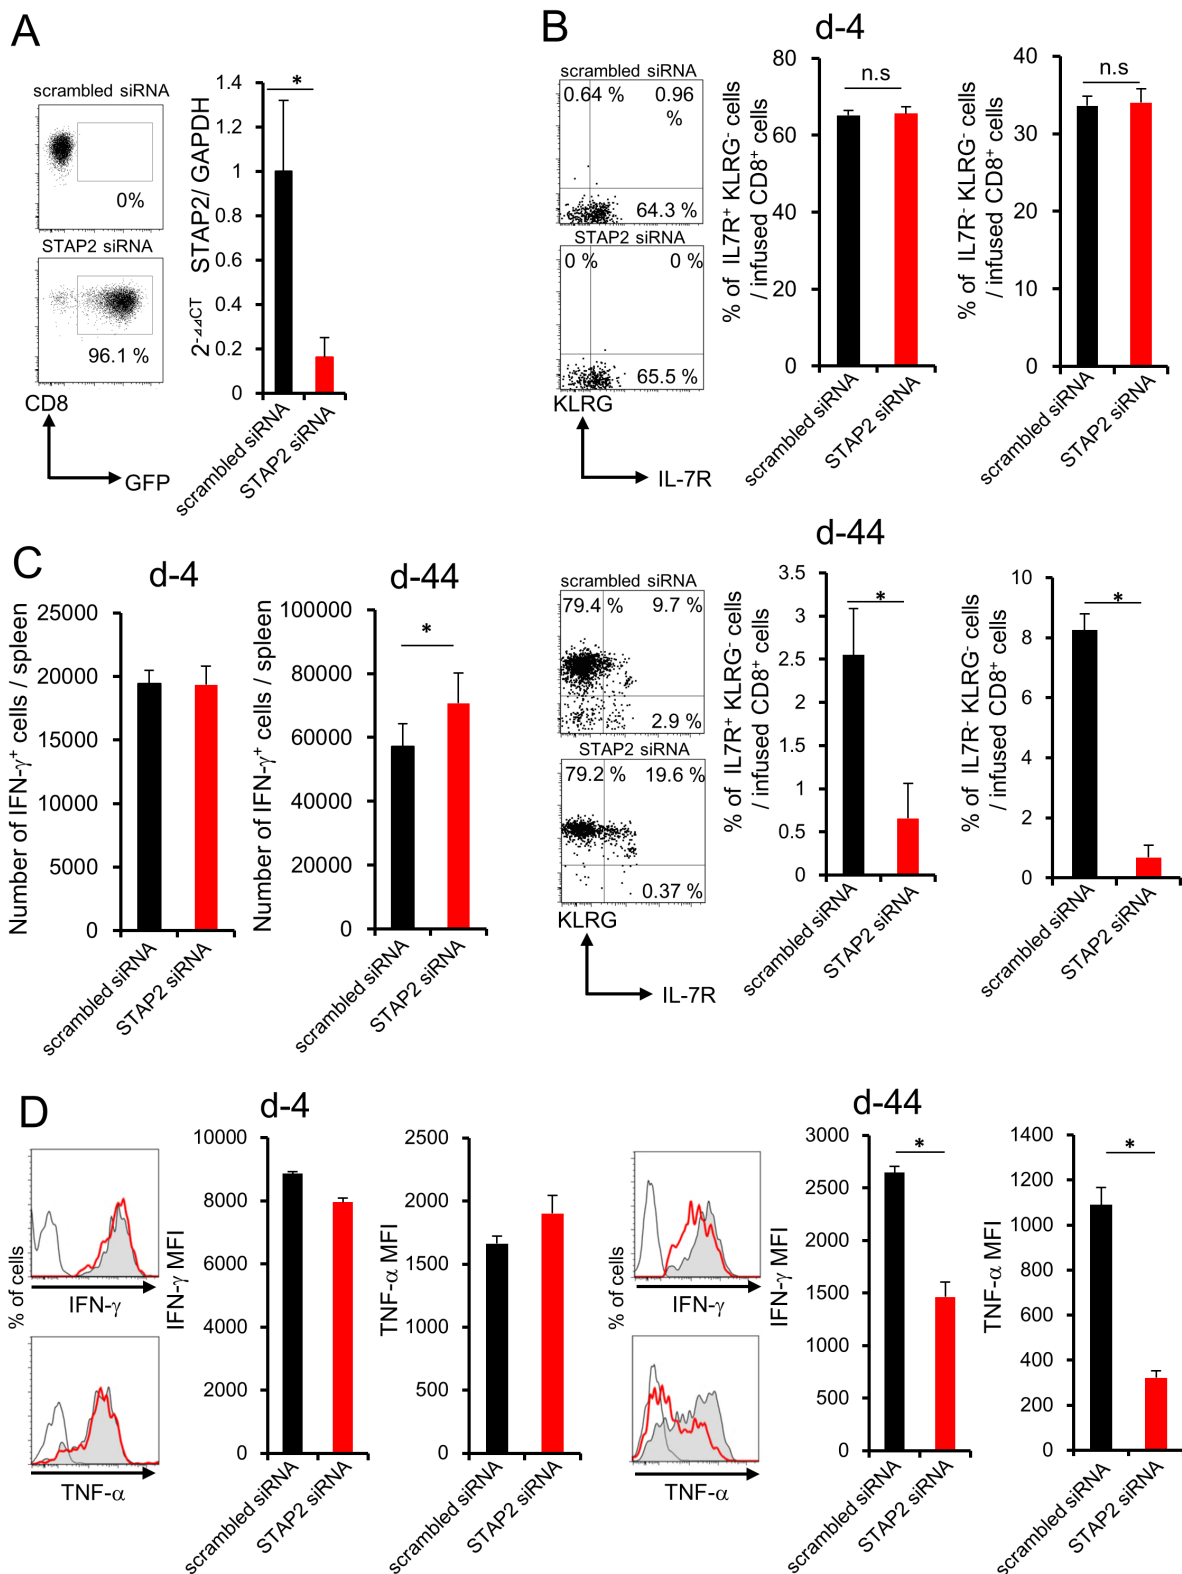 A
scrambled siRNA
0%
STAP2 siRNA
96.1 %
CD8
GFP
2-⊿⊿CT STAP2/ GAPDH
1.4
1.2
1
0.8
0.6
0.4
0.2
0
*
scrambled siRNA
STAP2 siRNA
B
d-4
scrambled siRNA
0.64 %
0.96
%
64.3 %
STAP2 siRNA
0 %
0 %
65.5 %
KLRG
IL-7R
% of IL7R+ KLRG- cells
/ infused CD8+ cells
80
60
40
20
0
n.s
scrambled siRNA
STAP2 siRNA
% of IL7R- KLRG- cells
/ infused CD8+ cells
40
30
20
10
0
n.s
scrambled siRNA
STAP2 siRNA
d-44
scrambled siRNA
79.4 %
9.7 %
2.9 %
STAP2 siRNA
79.2 %
19.6 %
0.37 %
KLRG
IL-7R
% of IL7R+ KLRG- cells
/ infused CD8+ cells
3.5
3
2.5
2
1.5
1
0.5
0
*
scrambled siRNA
STAP2 siRNA
% of IL7R- KLRG- cells
/ infused CD8+ cells
10
8
6
4
2
0
*
scrambled siRNA
STAP2 siRNA
C
d-4
Number of IFN-γ+ cells / spleen
25000
20000
15000
10000
5000
0
scrambled siRNA
STAP2 siRNA
d-44
Number of IFN-γ+ cells / spleen
100000
80000
60000
40000
20000
0
*
scrambled siRNA
STAP2 siRNA
D
d-4
% of cells
IFN-γ
TNF-α
IFN-γ MFI
10000
8000
6000
4000
2000
0
scrambled siRNA
STAP2 siRNA
TNF-α MFI
2500
2000
1500
1000
500
0
scrambled siRNA
STAP2 siRNA
d-44
% of cells
IFN-γ
TNF-α
IFN-γ MFI
3000
2500
2000
1500
1000
500
0
*
scrambled siRNA
STAP2 siRNA
TNF-α MFI
1400
1200
1000
800
600
400
200
0
*
scrambled siRNA
STAP2 siRNA